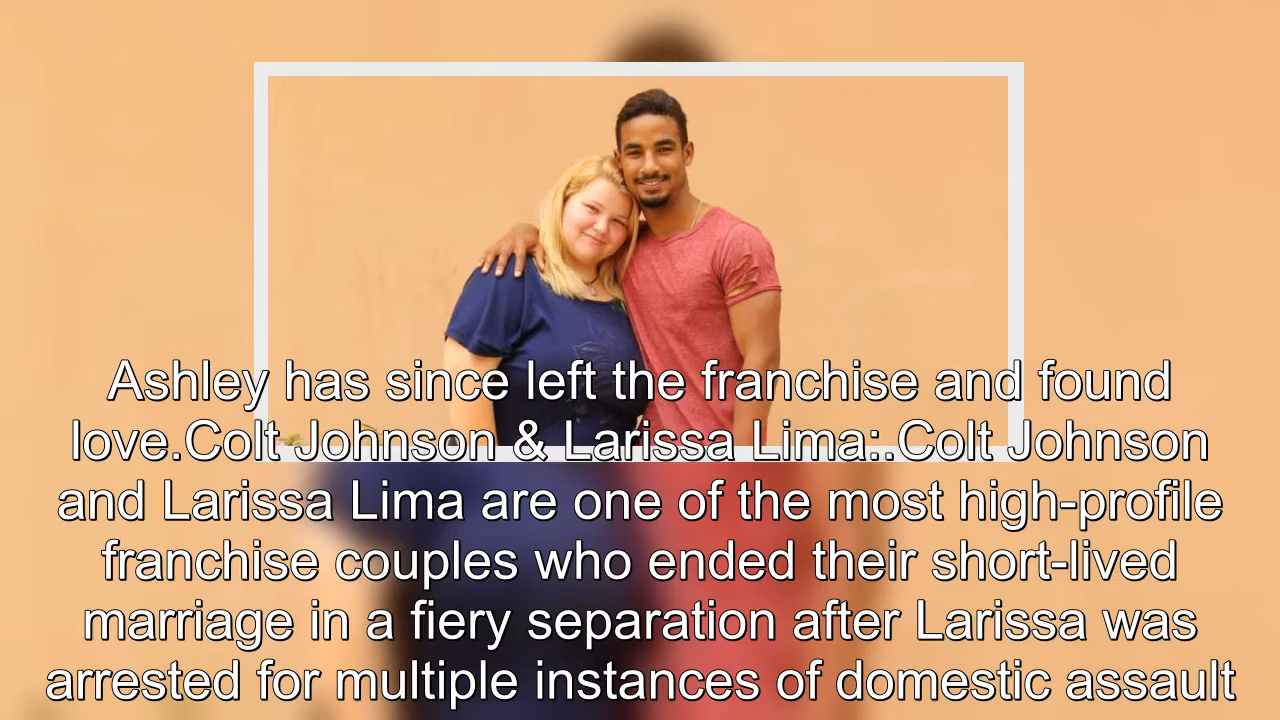 Ashley has since left the franchise and found
love.Colt Johnson & Larissa Lima:.Colt Johnson
and Larissa Lima are one of the most high-profile
franchise couples who ended their short-lived
marriage in a fiery separation after Larissa was
arrested for multiple instances of domestic assault